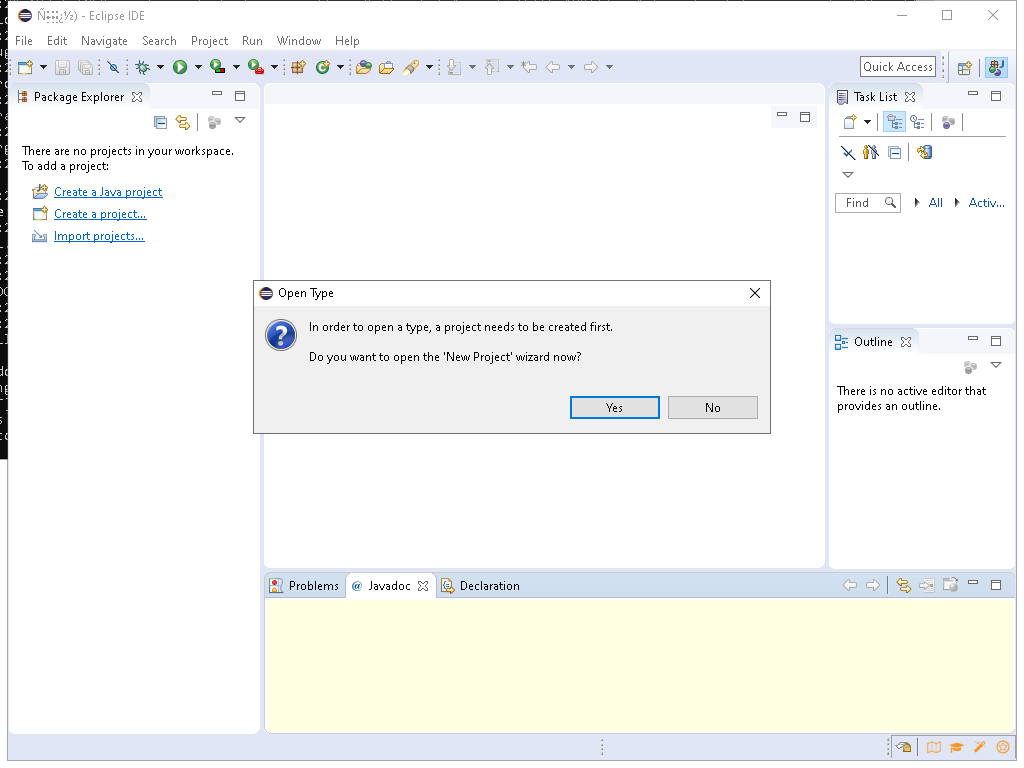 - Eclipse IDE
File Edit Navigate Search Project Run Window Help
Quick Access
Package Explorer
There are no projects in your workspace.
To add a project:
Create a Java project
Create a project...
Import projects...
Task List
Find
All
Activ...
Open Type
In order to open a type, a project needs to be created first.
Do you want to open the 'New Project' wizard now?
Yes No
Outline
There is no active editor that
provides an outline.
Problems @ Javadoc Declaration